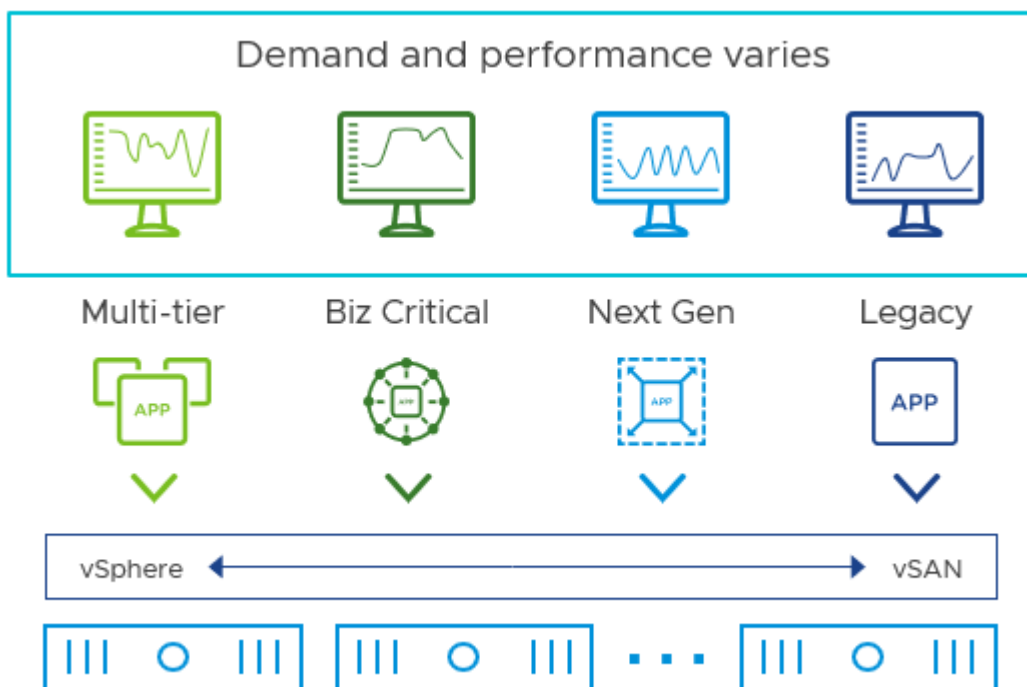 Demand and performance varies
Multi-tier Biz Critical Next Gen Legacy
APP APP APP APP
vSphere vSAN